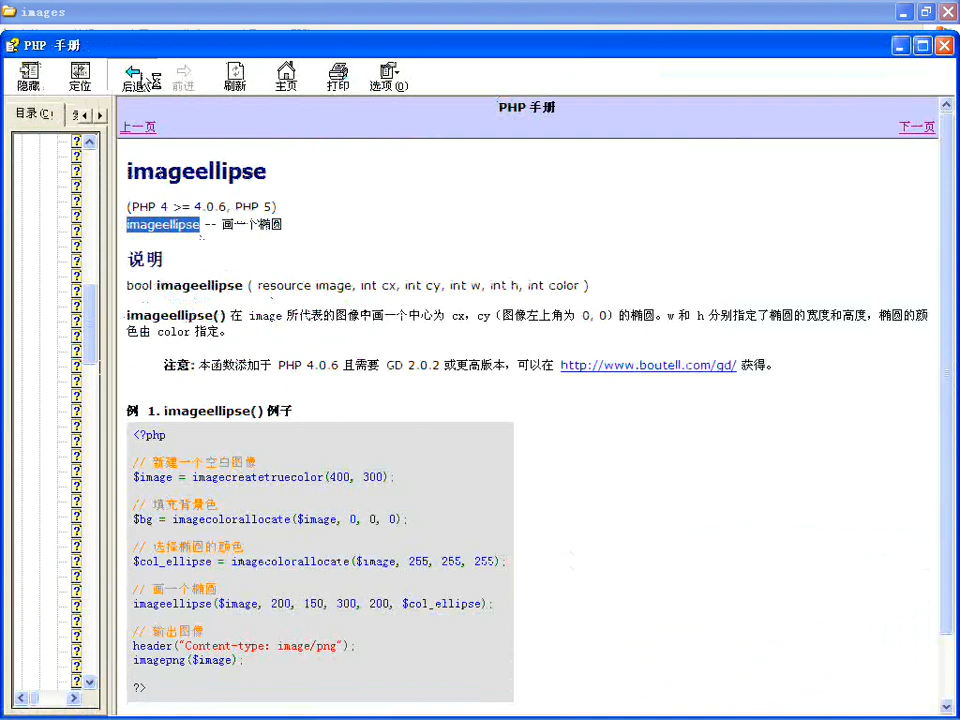 images
PHP 手册
隐藏 定位 后退 前进 刷新 主页 打印 选项(O)
目录(C)
PHP 手册
上一页 下一页
imageellipse
(PHP 4 >= 4.0.6, PHP 5)
imageellipse -- 画一个椭圆
说明
bool imageellipse ( resource image, int cx, int cy, int w, int h, int color )
imageellipse() 在 image 所代表的图像中画一个中心为 cx，cy（图像左上角为 0, 0）的椭圆。w 和 h 分别指定了椭圆的宽度和高度，椭圆的颜
色由 color 指定。
注意: 本函数添加于 PHP 4.0.6 且需要 GD 2.0.2 或更高版本，可以在 http://www.boutell.com/gd/ 获得。
例 1. imageellipse() 例子
<?php
// 新建一个空白图像
$image = imagecreatetruecolor(400, 300);
// 填充背景色
$bg = imagecolorallocate($image, 0, 0, 0);
// 选择椭圆的颜色
$col_ellipse = imagecolorallocate($image, 255, 255, 255);
// 画一个椭圆
imageellipse($image, 200, 150, 300, 200, $col_ellipse);
// 输出图像
header("Content-type: image/png");
imagepng($image);
?>